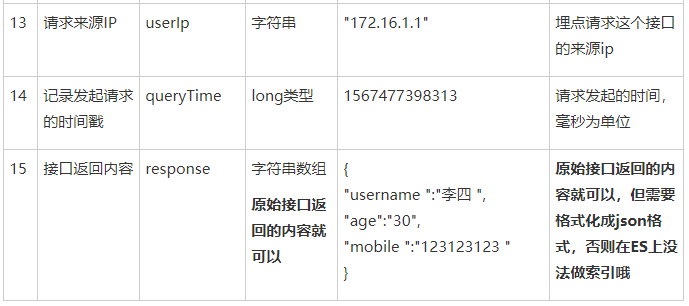 13 请求来源IP userIp 字符串 "172.16.1.1" 埋点请求这个接口
的来源ip
14 记录发起请求 queryTime long类型 1567477398313 请求发起的时间，
的时间戳 毫秒为单位
15 接口返回内容 response 字符串数组 { 原始接口返回的内
"username ":"李四 ", 容就可以，但需要
原始接口返 "age":"30", 格式化成json格
回的内容就 "mobile ":"123123123 " 式，否则在ES上没
可以 } 法做索引哦